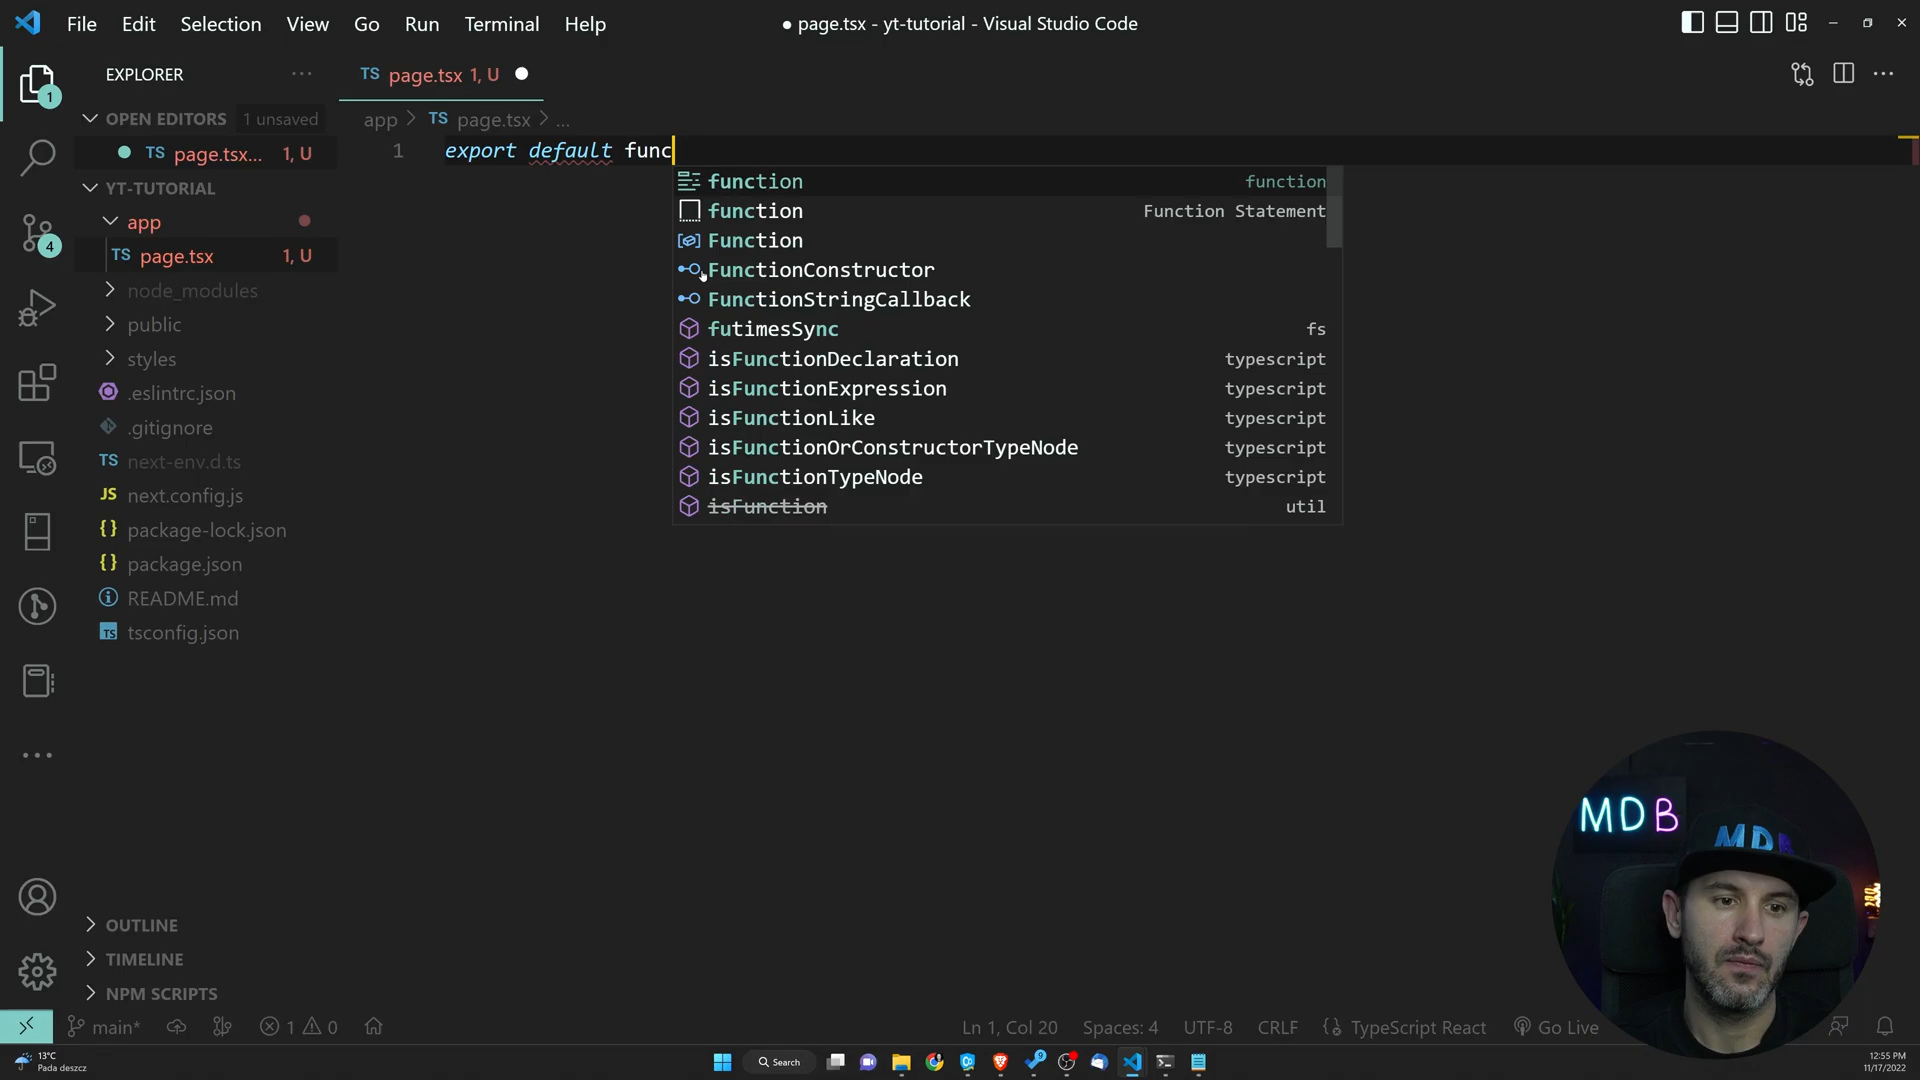 File Edit Selection View Go Run Terminal Help
● page.tsx - yt-tutorial - Visual Studio Code
EXPLORER
TS page.tsx 1, U
1
OPEN EDITORS 1 unsaved
app > TS page.tsx > ...
TS page.tsx... 1, U
1 export default func
YT-TUTORIAL
app
TS page.tsx 1, U
node_modules
public
styles
.eslintrc.json
.gitignore
TS next-env.d.ts
JS next.config.js
{} package-lock.json
{} package.json
README.md
TS tsconfig.json
4
function function
function Function Statement
Function
FunctionConstructor
FunctionStringCallback
futimesSync fs
isFunctionDeclaration typescript
isFunctionExpression typescript
isFunctionLike typescript
isFunctionOrConstructorTypeNode typescript
isFunctionTypeNode typescript
isFunction util
MDB
MDB
OUTLINE
TIMELINE
NPM SCRIPTS
main* 1 0
Ln 1, Col 20 Spaces: 4 UTF-8 CRLF TypeScript React Go Live
13°C
Pada deszcz
Search
9
12:55 PM
11/17/2022